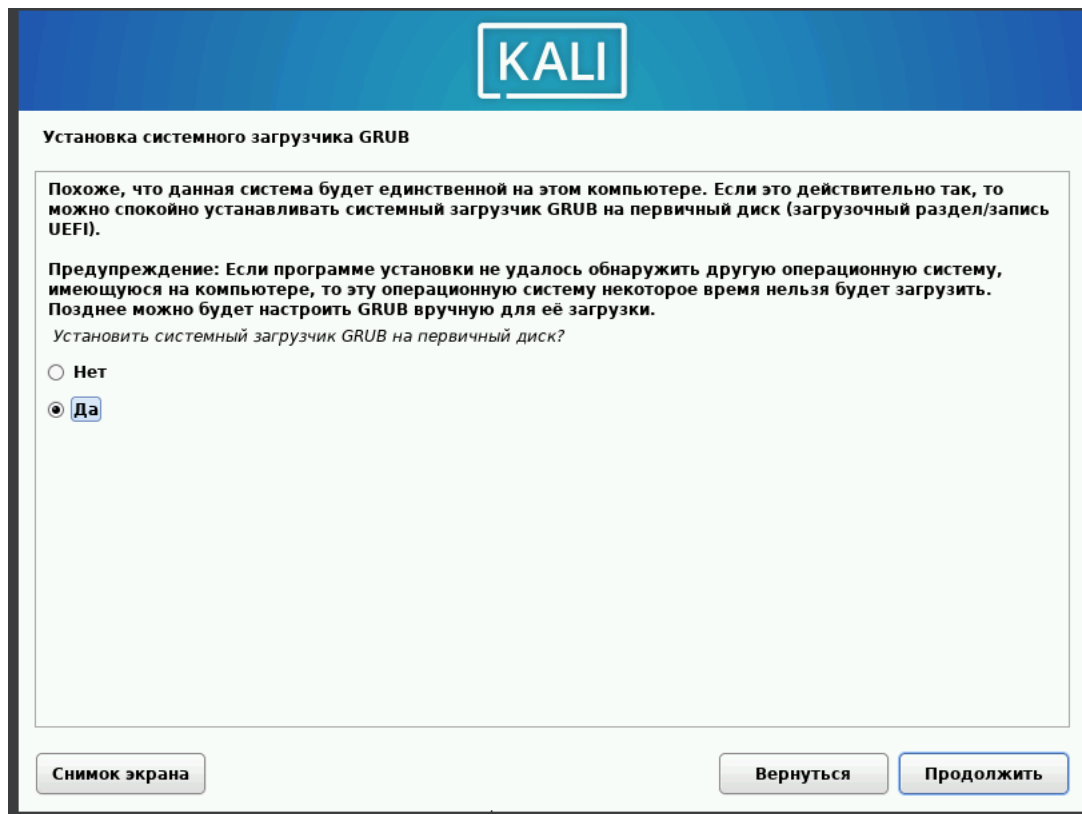 KALI
Установка системного загрузчика GRUB
Похоже, что данная система будет единственной на этом компьютере. Если это действительно так, то
можно спокойно устанавливать системный загрузчик GRUB на первичный диск (загрузочный раздел/запись
UEFI).
Предупреждение: Если программе установки не удалось обнаружить другую операционную систему,
имеющуюся на компьютере, то эту операционную систему некоторое время нельзя будет загрузить.
Позднее можно будет настроить GRUB вручную для её загрузки.
Установить системный загрузчик GRUB на первичный диск?
Нет
Да
Снимок экрана
Вернуться
Продолжить